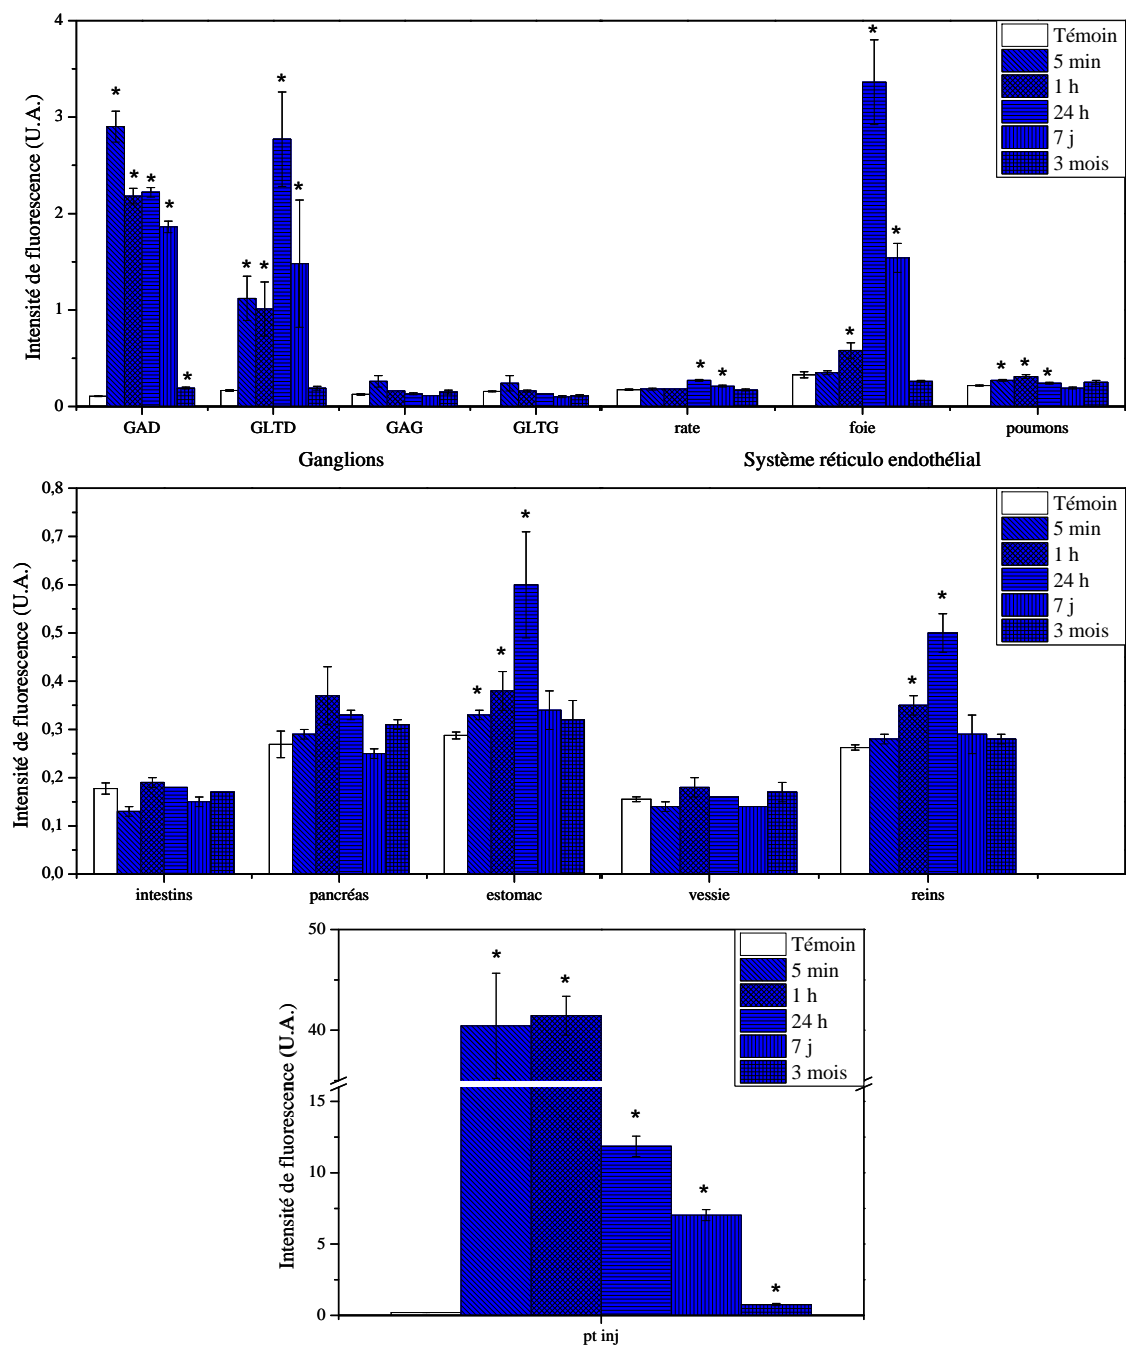 Intensité de fluorescence (U.A.)
4
3
2
1
0
* * * * *
* * * *
* *
* * *
* * *
Témoin
5 min
1 h
24 h
7 j
3 mois
GAD GLTD GAG GLTG rate foie poumons
Ganglions Système réticulo endothélial
Intensité de fluorescence (U.A.)
0,8
0,7
0,6
0,5
0,4
0,3
0,2
0,1
0,0
* * *
* *
Témoin
5 min
1 h
24 h
7 j
3 mois
intestins pancréas estomac vessie reins
Intensité de fluorescence (U.A.)
50
40
15
10
5
0
* * * * *
Témoin
5 min
1 h
24 h
7 j
3 mois
pt inj